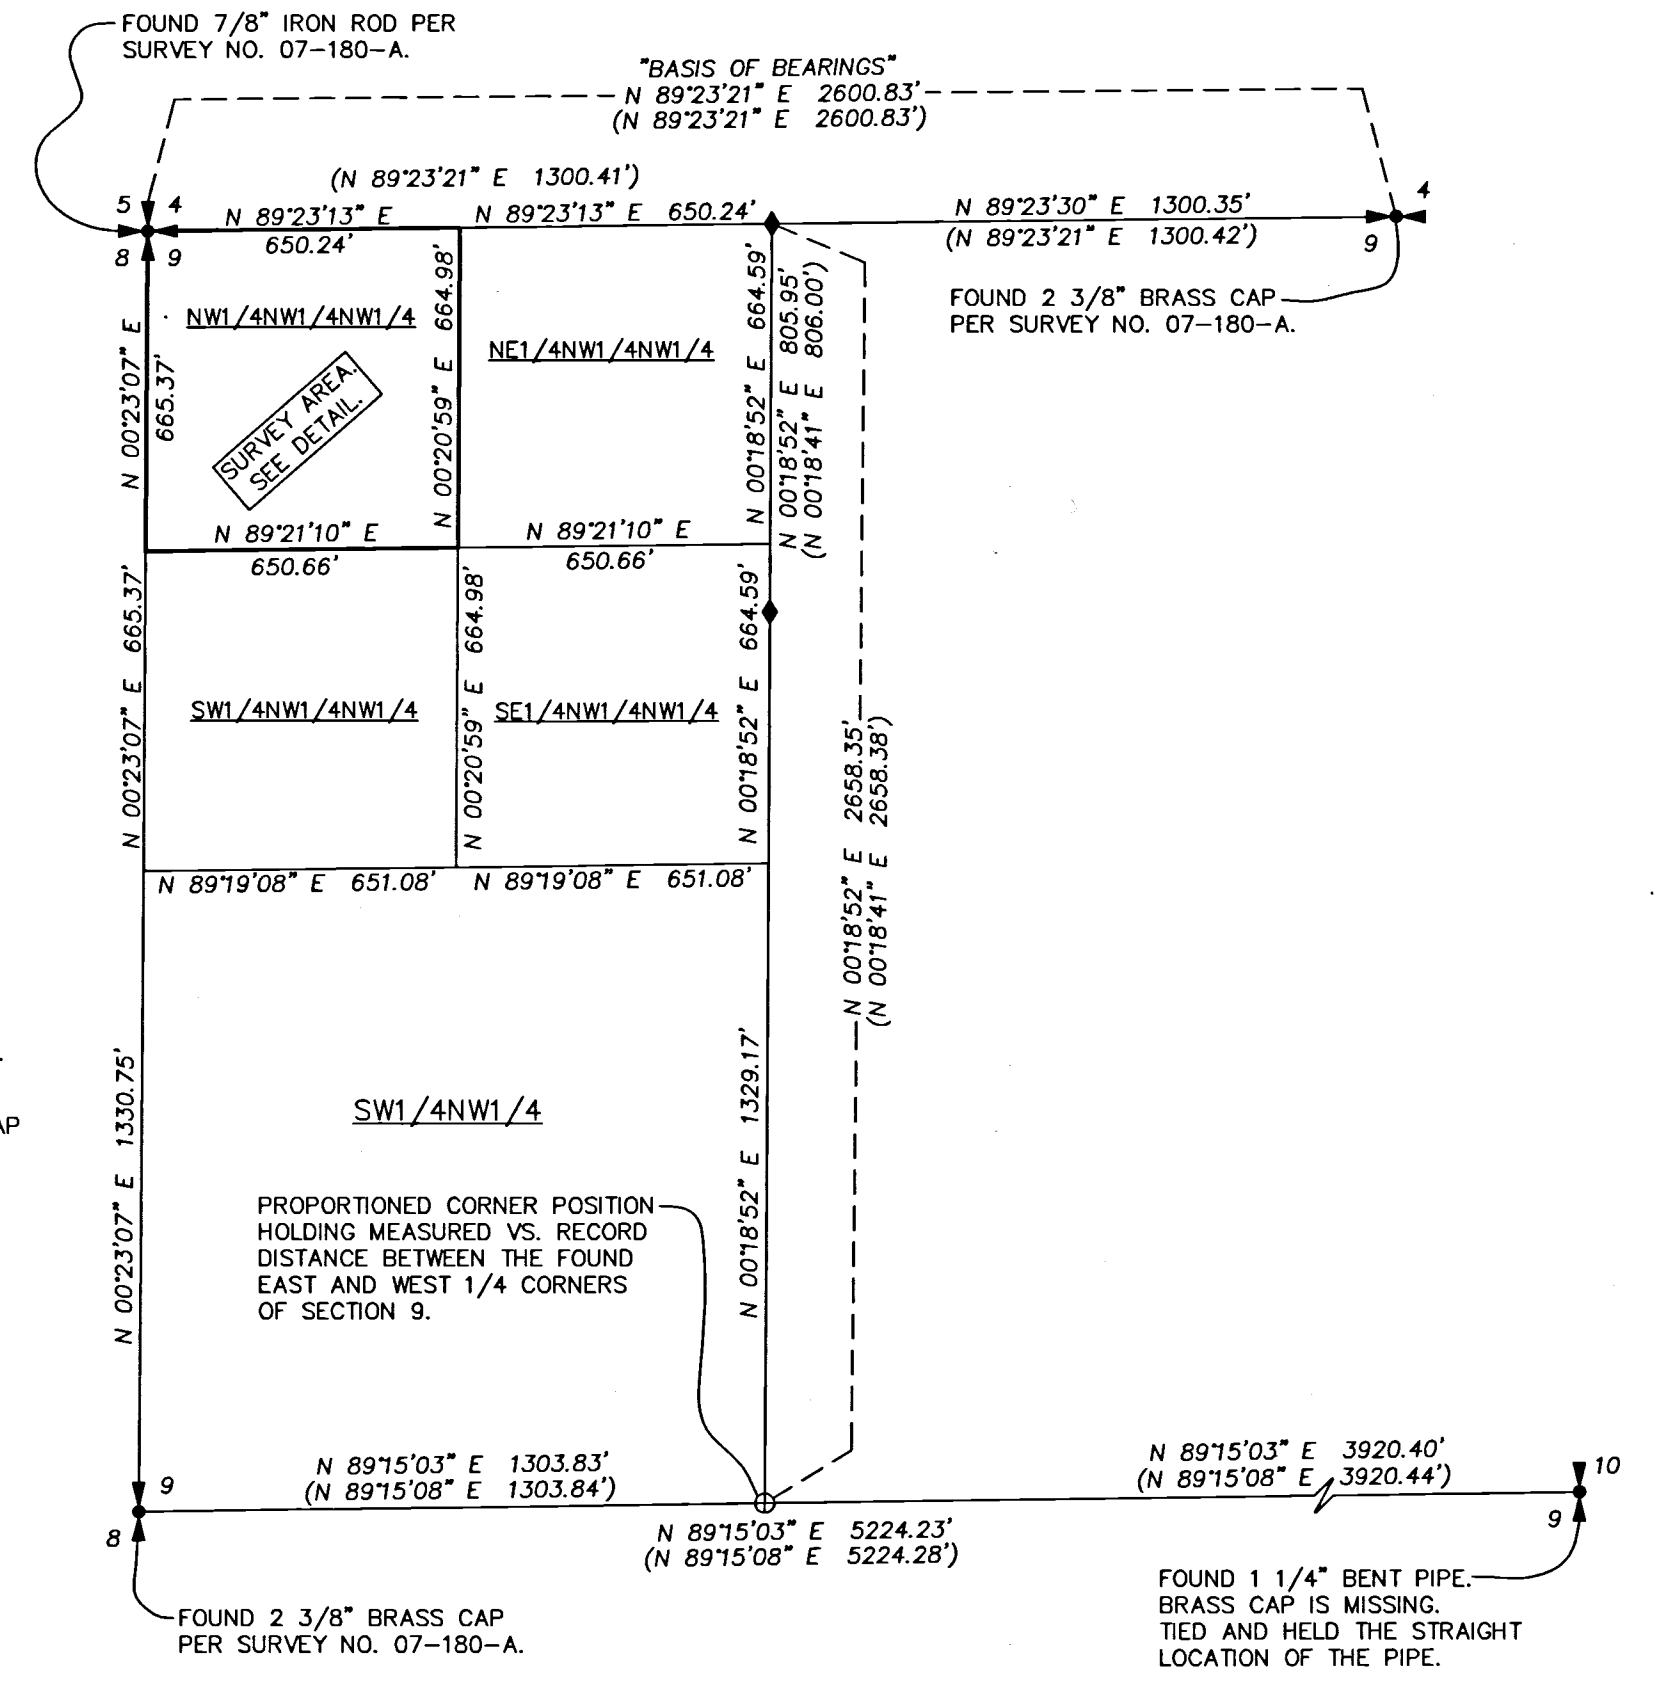 FOUND 7/8" IRON ROD PER
SURVEY NO. 07-180-A.
"BASIS OF BEARINGS"
N 89°23'21" E 2600.83'
(N 89°23'21" E 2600.83')
(N 89°23'21" E 1300.41')
5 4
8 9
N 89°23'13" E
650.24'
N 89°23'13" E 650.24'
N 89°23'30" E 1300.35'
(N 89°23'21" E 1300.42')
4
9
FOUND 2 3/8" BRASS CAP
PER SURVEY NO. 07-180-A.
N 00°23'07" E
665.37'
NW1/4NW1/4NW1/4
SURVEY AREA.
SEE DETAIL.
N 00°20'59" E 664.98'
NE1/4NW1/4NW1/4
N 00°18'52" E 664.59'
N 00°18'52" E 805.95'
(N 00°18'41" E 806.00')
N 89°21'10" E
650.66'
N 89°21'10" E
650.66'
N 00°23'07" E 665.37'
SW1/4NW1/4NW1/4
N 00°20'59" E 664.98'
SE1/4NW1/4NW1/4
N 00°18'52" E 664.59'
N 00°18'52" E 2658.35'
(N 00°18'41" E 2658.38')
N 89°19'08" E 651.08'
N 89°19'08" E 651.08'
AP
N 00°23'07" E 1330.75'
SW1/4NW1/4
N 00°18'52" E 1329.17'
PROPORTIONED CORNER POSITION
HOLDING MEASURED VS. RECORD
DISTANCE BETWEEN THE FOUND
EAST AND WEST 1/4 CORNERS
OF SECTION 9.
9
8
N 89°15'03" E 1303.83'
(N 89°15'08" E 1303.84')
N 89°15'03" E 3920.40'
(N 89°15'08" E 3920.44')
10
9
N 89°15'03" E 5224.23'
(N 89°15'08" E 5224.28')
FOUND 2 3/8" BRASS CAP
PER SURVEY NO. 07-180-A.
FOUND 1 1/4" BENT PIPE.
BRASS CAP IS MISSING.
TIED AND HELD THE STRAIGHT
LOCATION OF THE PIPE.